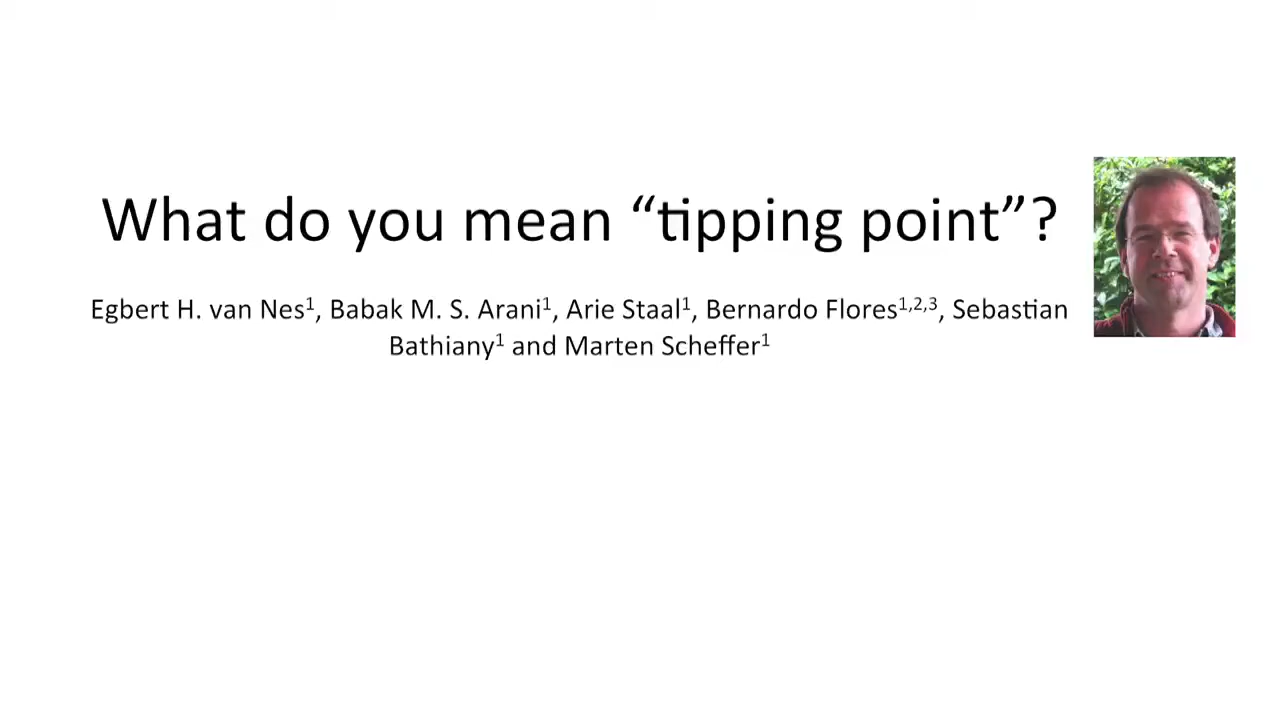 What do you mean “tipping point”?
Egbert H. van Nes¹, Babak M. S. Arani¹, Arie Staal¹, Bernardo Flores¹,²,³, Sebastian
Bathiany¹ and Marten Scheffer¹